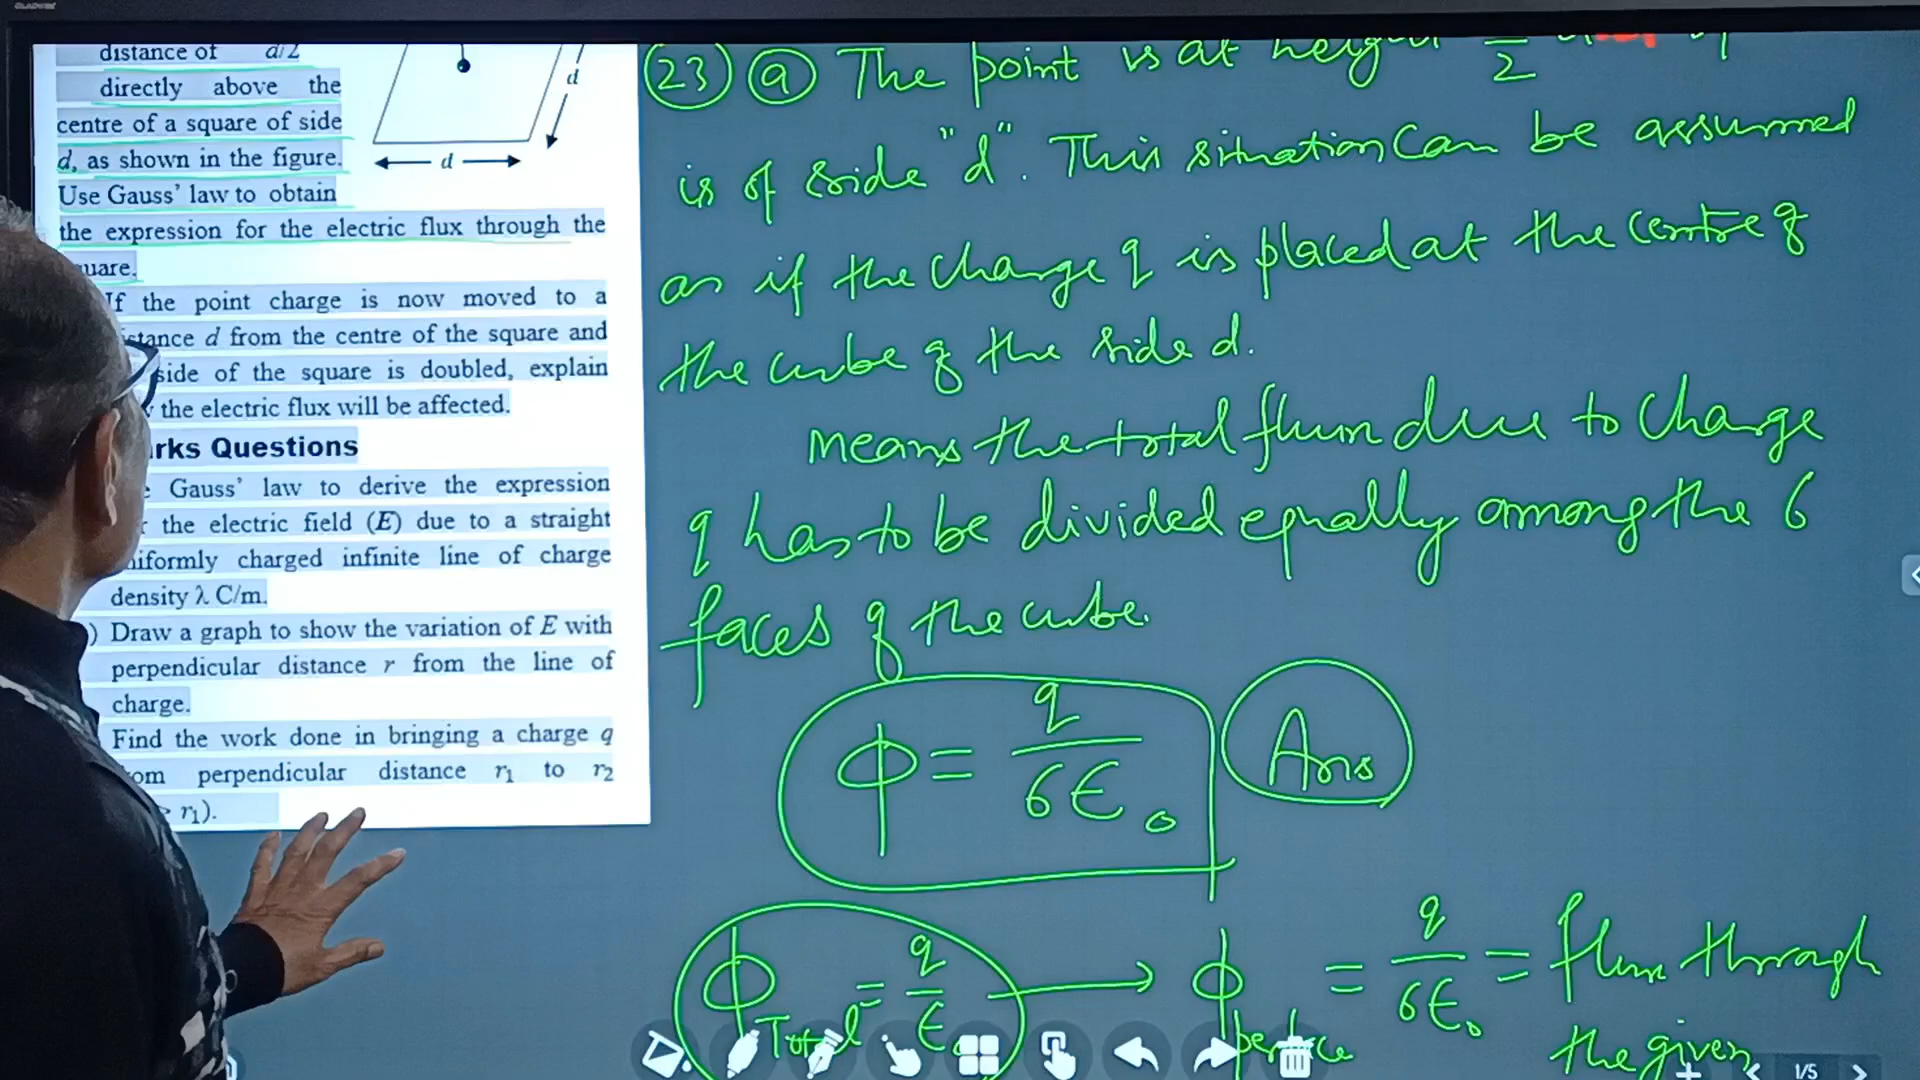 distance of d/2
directly above the
centre of a square of side
d, as shown in the figure.
Use Gauss' law to obtain
the expression for the electric flux through the
uare.
d
d
If the point charge is now moved to a
stance d from the centre of the square and
side of the square is doubled, explain
the electric flux will be affected.
rks Questions
Gauss' law to derive the expression
the electric field (E) due to a straight
niformly charged infinite line of charge
density λ C/m.
) Draw a graph to show the variation of E with
perpendicular distance r from the line of
charge.
Find the work done in bringing a charge q
om perpendicular distance r₁ to r₂
> r₁).
(23) (a) The point is at height /2
is of side "d". This situation can be assumed
as if the charge q is placed at the centre of
the cube of the side d.
means the total flux due to charge
q has to be divided equally among the 6
faces of the cube.
ϕ = q/6ε₀ Ans
ϕ Total = q/ε → ϕ = q/6ε₀ = flux through
the given
1/5